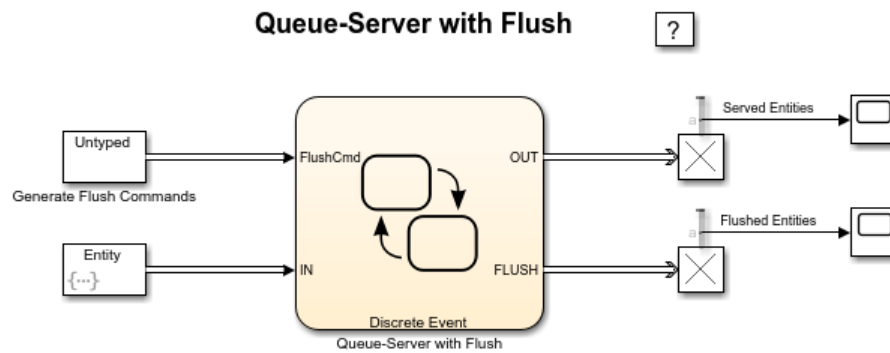 Queue-Server with Flush
?
Untyped
Generate Flush Commands
Entity
{...}
FlushCmd
IN
OUT
FLUSH
Discrete Event
Queue-Server with Flush
a
Served Entities
a
Flushed Entities